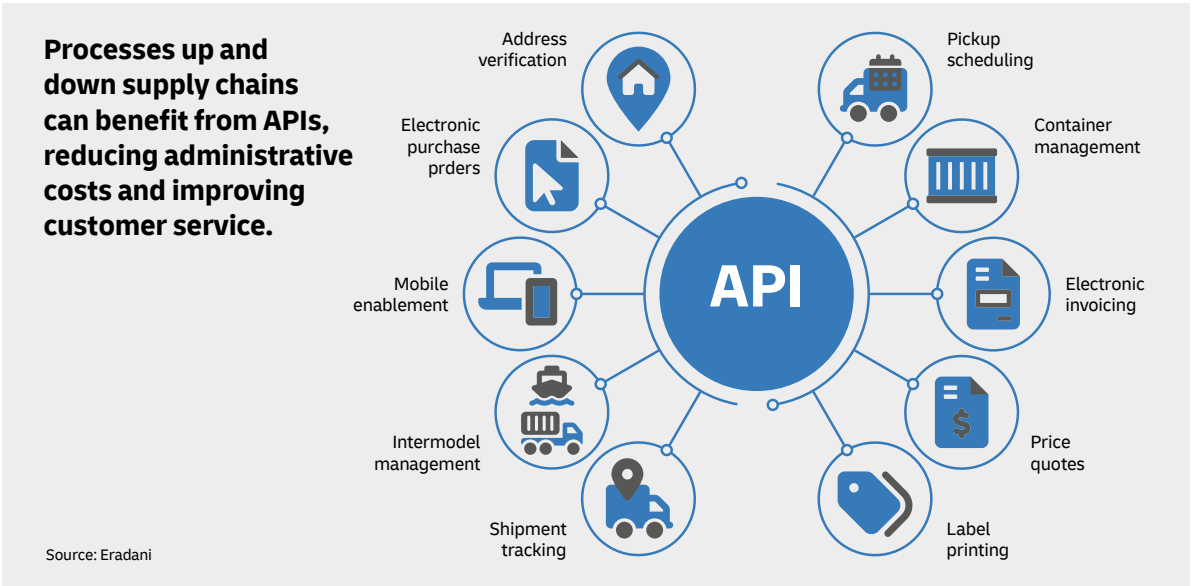 Processes up and
down supply chains
can benefit from APIs,
reducing administrative
costs and improving
customer service.
Address
verification
Pickup
scheduling
Electronic
purchase
prders
Container
management
API
Mobile
enablement
Electronic
invoicing
Intermodel
management
Price
quotes
$
Shipment
tracking
Label
printing
Source: Eradani